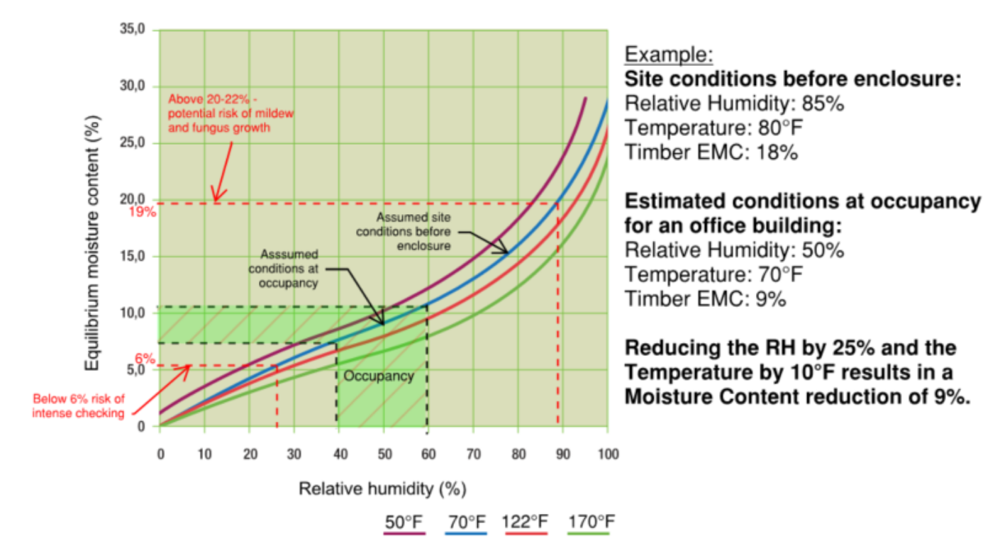 35,0
30,0
25,0
20,0
19%
15,0
10,0
6%
5,0
0
Equilibrium moisture content (%)
Above 20-22% -
potential risk of mildew
and fungus growth
Assumed site
conditions before
enclosure
Asssumed
conditions at
occupancy
Occupancy
Below 6% risk of
intense checking
0 10 20 30 40 50 60 70 80 90 100
Relative humidity (%)
50°F 70°F 122°F 170°F
Example:
Site conditions before enclosure:
Relative Humidity: 85%
Temperature: 80°F
Timber EMC: 18%
Estimated conditions at occupancy
for an office building:
Relative Humidity: 50%
Temperature: 70°F
Timber EMC: 9%
Reducing the RH by 25% and the
Temperature by 10°F results in a
Moisture Content reduction of 9%.